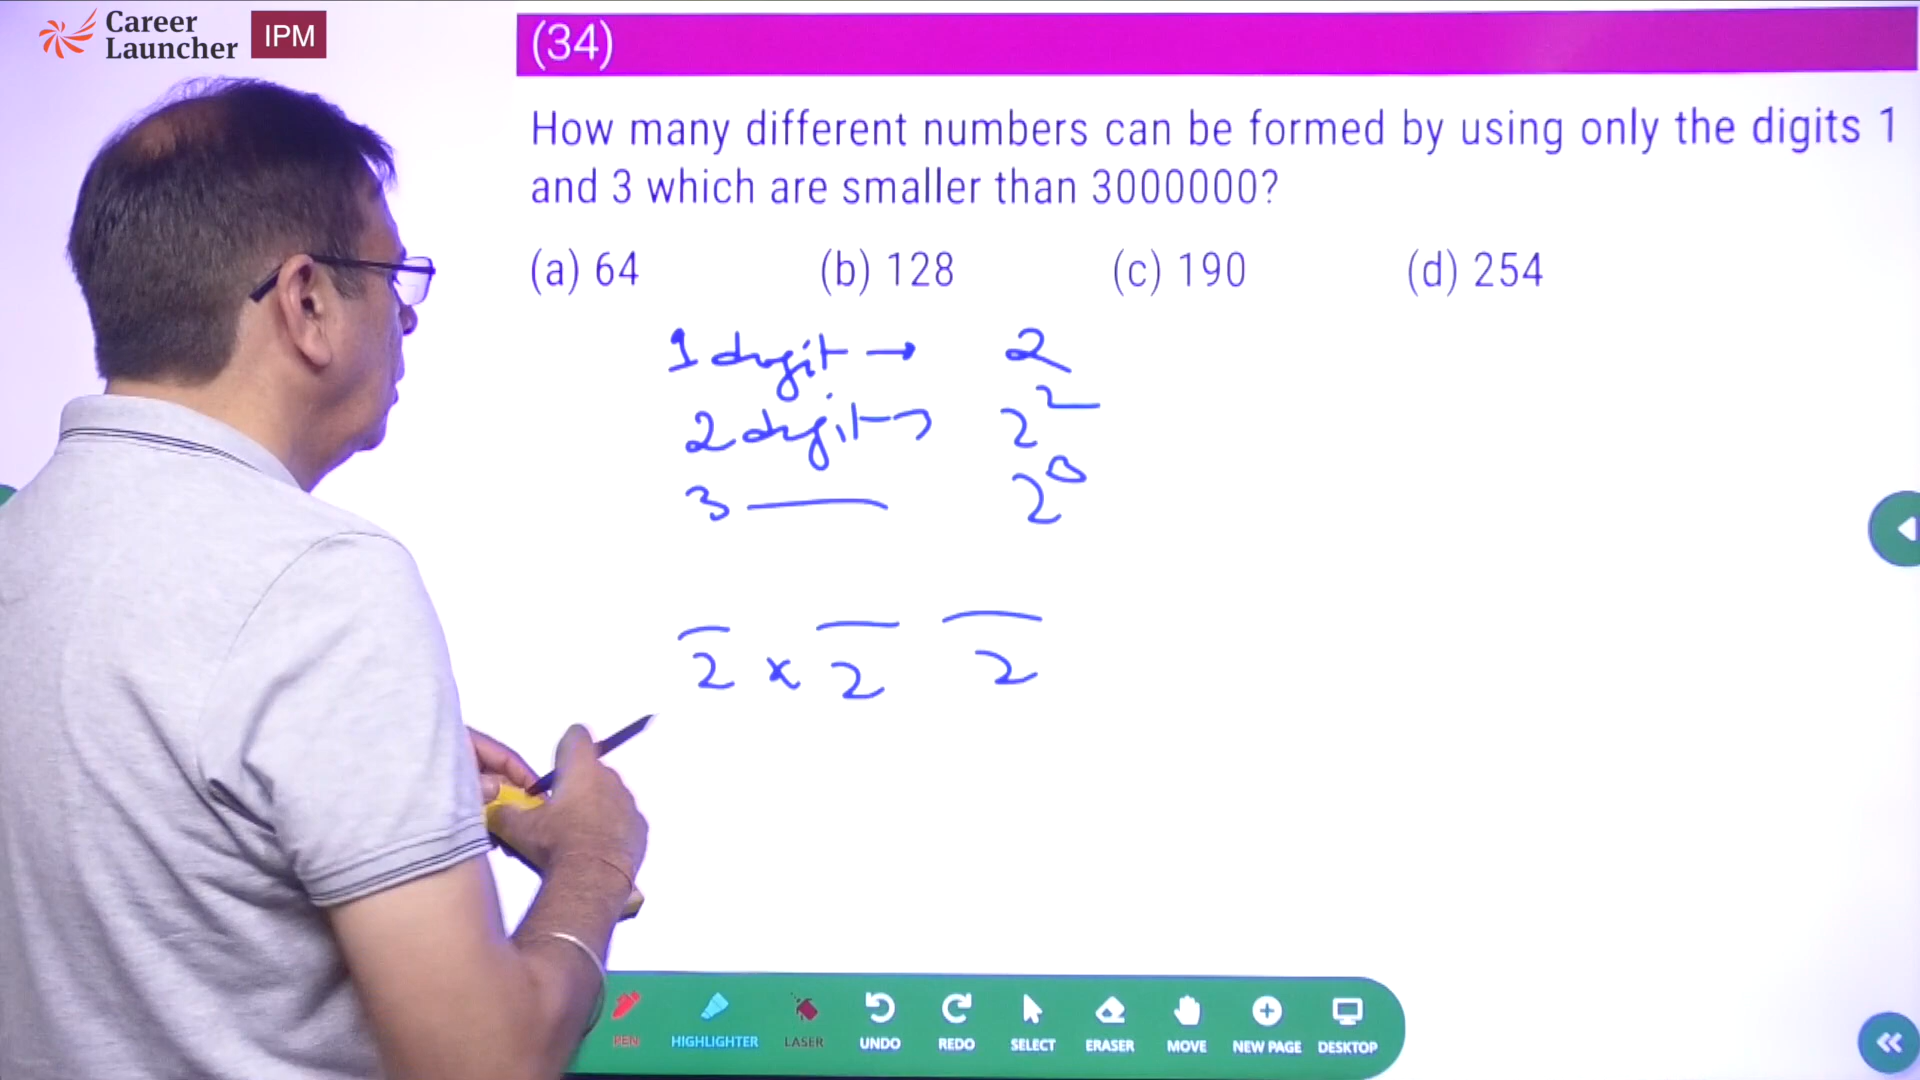 Career
Launcher
IPM
(34)
How many different numbers can be formed by using only the digits 1
and 3 which are smaller than 3000000?
(a) 64 (b) 128 (c) 190 (d) 254
1 digit → 2
2 digit → 2²
3 —— 2³
2 × 2 2
PEN HIGHLIGHTER LASER UNDO REDO SELECT ERASER MOVE NEW PAGE DESKTOP